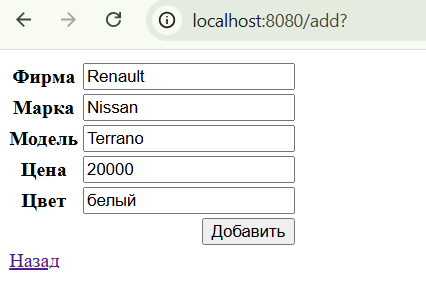 localhost:8080/add?
Фирма Renault
Марка Nissan
Модель Terrano
Цена 20000
Цвет белый
Добавить
Назад